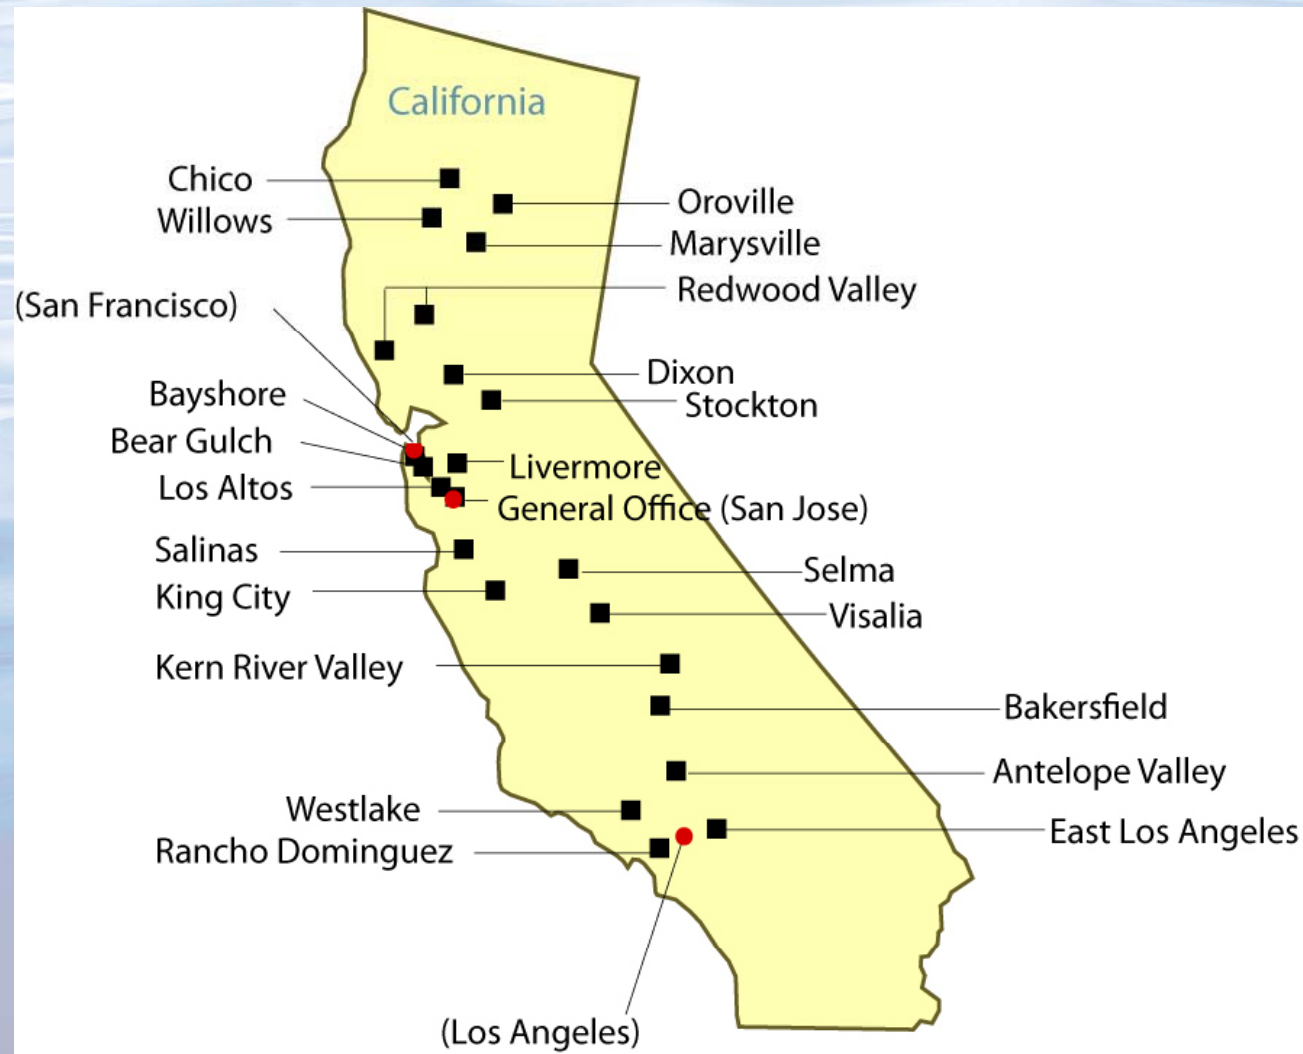 California
Chico
Oroville
Willows
Marysville
Redwood Valley
(San Francisco)
Dixon
Bayshore
Stockton
Bear Gulch
Livermore
Los Altos
General Office (San Jose)
Salinas
Selma
King City
Visalia
Kern River Valley
Bakersfield
Antelope Valley
Westlake
East Los Angeles
Rancho Dominguez
(Los Angeles)